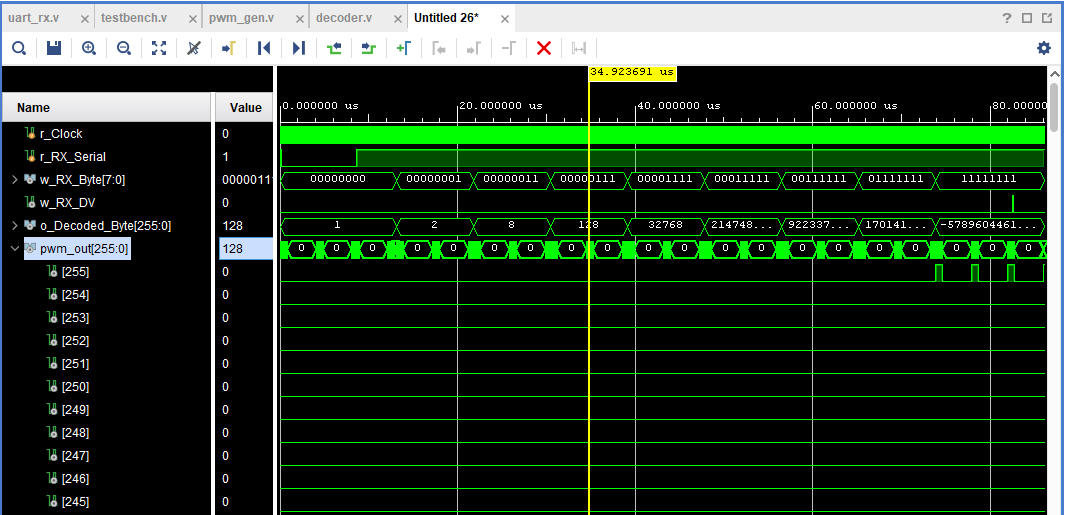 uart_rx.v × testbench.v × pwm_gen.v × decoder.v × Untitled 26* × ?
34.923691 us
Name Value 0.000000 us 20.000000 us 40.000000 us 60.000000 us 80.00000
r_Clock 0
r_RX_Serial 1
w_RX_Byte[7:0] 00000111 00000000 00000001 00000011 00000111 00001111 00011111 00111111 01111111 11111111
w_RX_DV 0
o_Decoded_Byte[255:0] 128 1 2 8 128 32768 214748... 922337... 170141... -5789604461...
pwm_out[255:0] 128 0 0 0 0 0 0 0 0 0 0 0 0 0 0 0 0 0 0 0 0 0
[255] 0
[254] 0
[253] 0
[252] 0
[251] 0
[250] 0
[249] 0
[248] 0
[247] 0
[246] 0
[245] 0